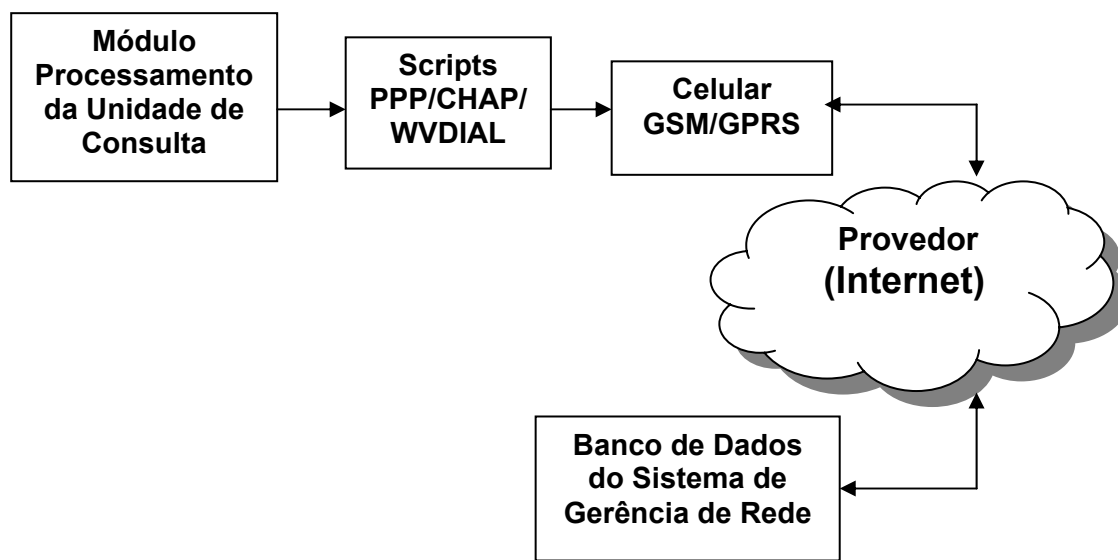 Módulo
Processamento
da Unidade de
Consulta
Scripts
PPP/CHAP/
WVDIAL
Celular
GSM/GPRS
Provedor
(Internet)
Banco de Dados
do Sistema de
Gerência de Rede